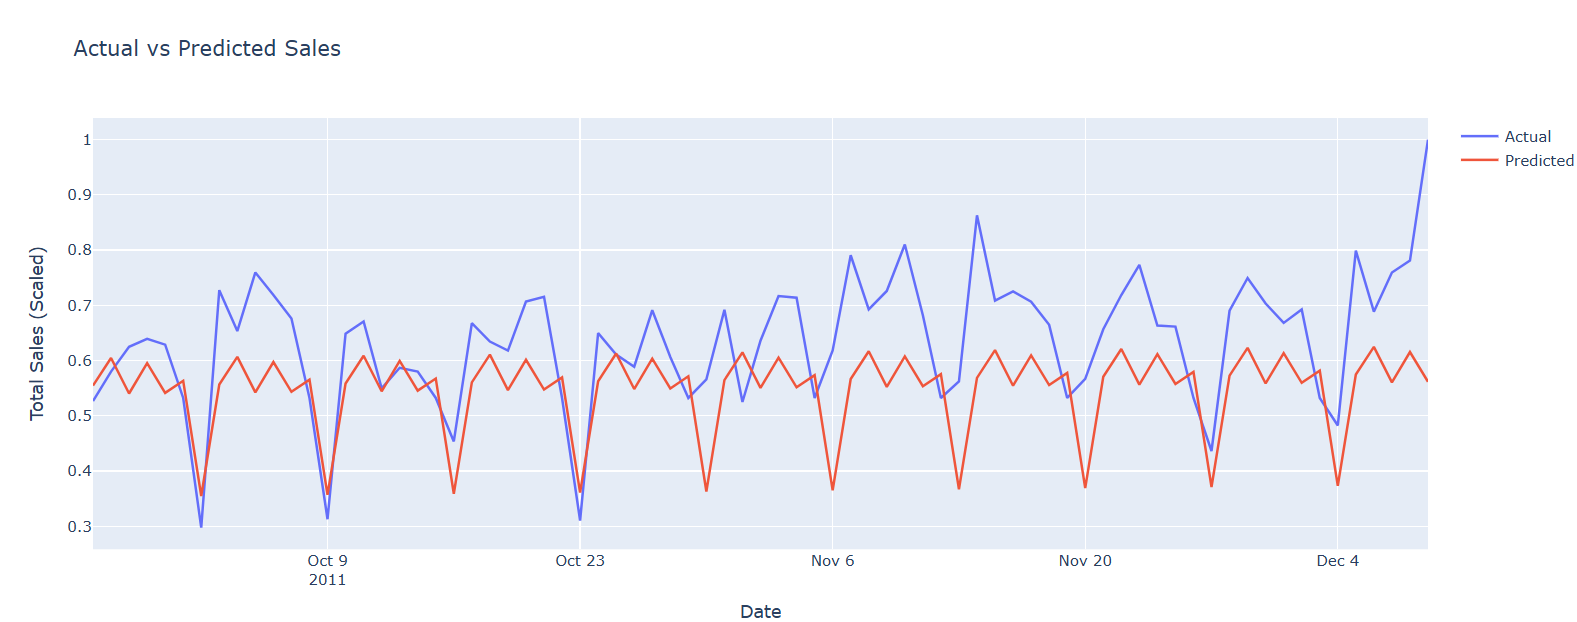 Actual vs Predicted Sales
Actual
Predicted
Total Sales (Scaled)
1
0.9
0.8
0.7
0.6
0.5
0.4
0.3
Oct 9
2011
Oct 23
Nov 6
Nov 20
Dec 4
Date